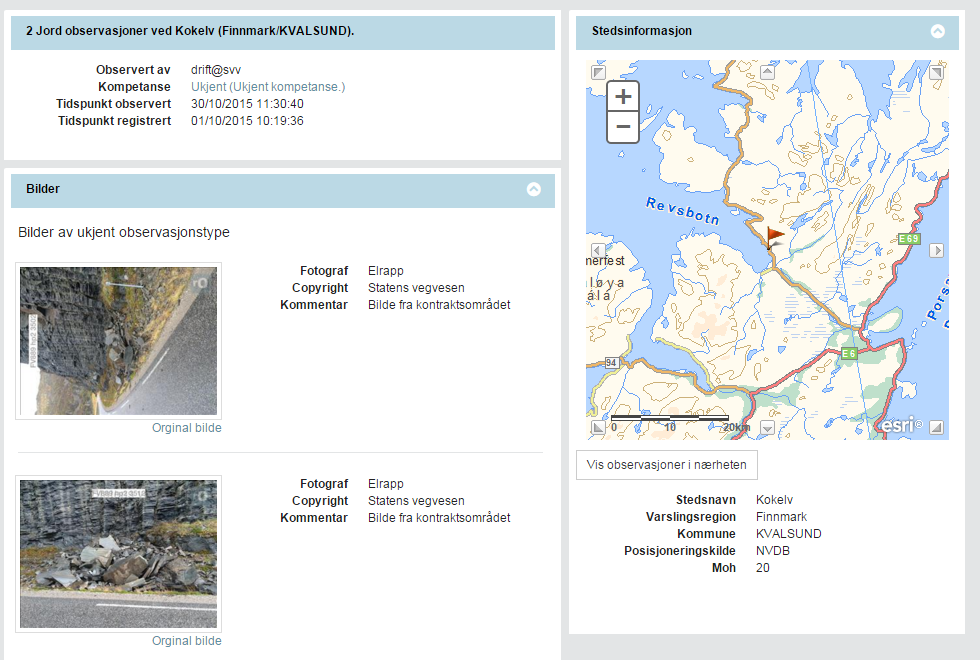 2 Jord observasjoner ved Kokelv (Finnmark/KVALSUND).
Observert av drift@svv
Kompetanse Ukjent (Ukjent kompetanse.)
Tidspunkt observert 30/10/2015 11:30:40
Tidspunkt registrert 01/10/2015 10:19:36
Bilder
Bilder av ukjent observasjonstype
Fotograf Elrapp
Copyright Statens vegvesen
Kommentar Bilde fra kontraktsområdet
Orginal bilde
Fotograf Elrapp
Copyright Statens vegvesen
Kommentar Bilde fra kontraktsområdet
Orginal bilde
Stedsinformasjon
+
−
Revsbotn
E69
merfest
løya
álá
Porsa
94
E6
0 10 20km
esri
Vis observasjoner i nærheten
Stedsnavn Kokelv
Varslingsregion Finnmark
Kommune KVALSUND
Posisjoneringskilde NVDB
Moh 20